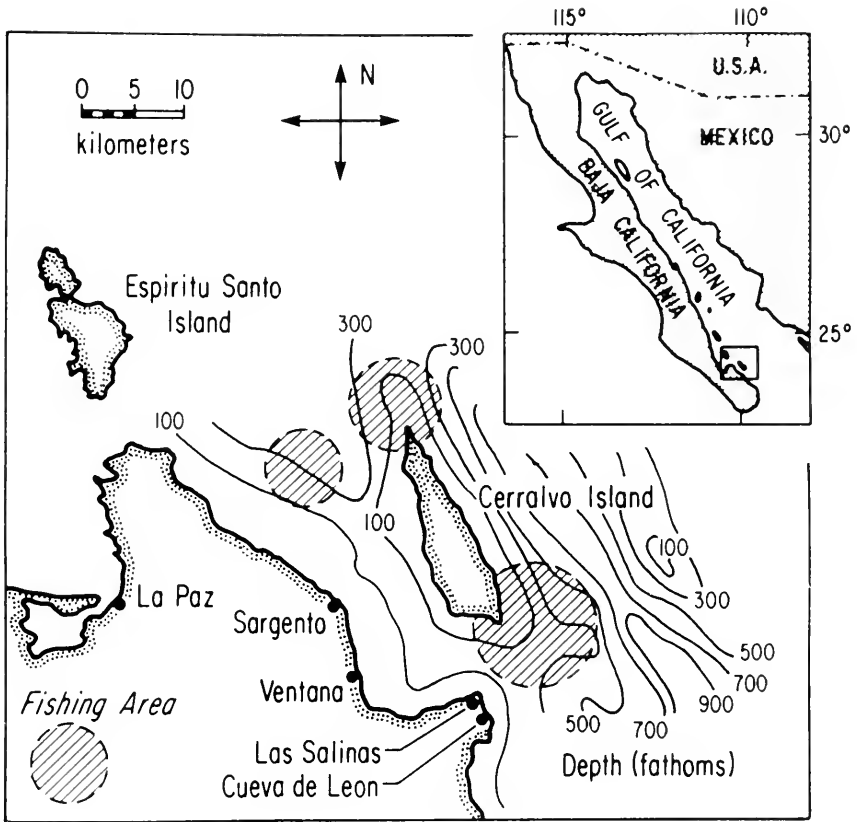 115°
110°
0 5 10
kilometers
N
U.S.A.
MEXICO
GULF OF CALIFORNIA
BAJA CALIFORNIA
30°
25°
Espiritu Santo
Island
300
300
100
100
Cerralvo Island
100
300
500
700
900
700
500
La Paz
Sargento
Ventana
Las Salinas
Cueva de Leon
Fishing Area
Depth (fathoms)